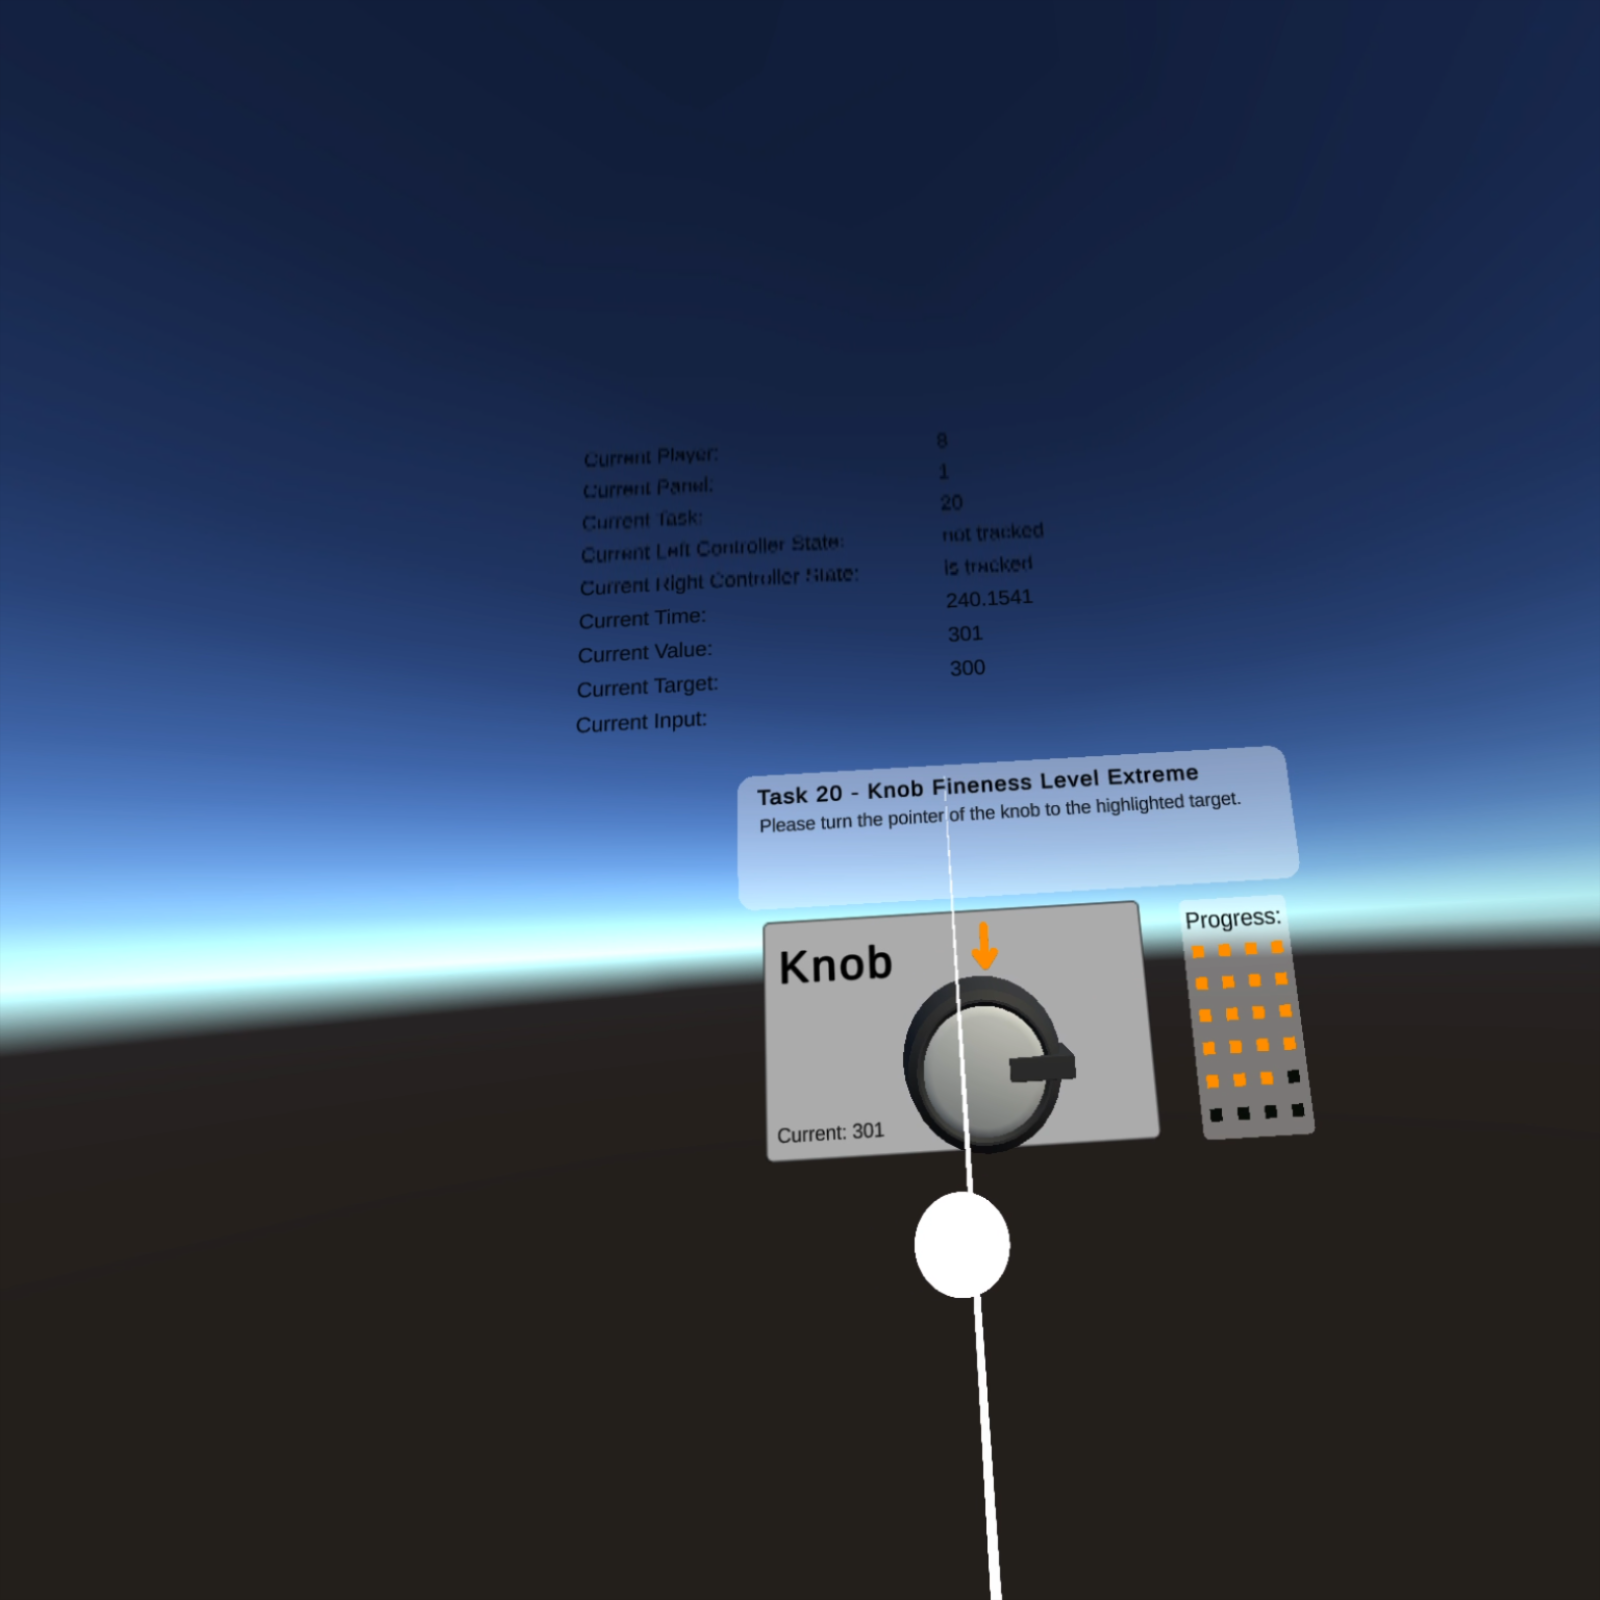 Current Player: 8
Current Panel: 1
Current Task: 20
Current Left Controller State: not tracked
Current Right Controller State: is tracked
Current Time: 240.1541
Current Value: 301
Current Target: 300
Current Input:
Task 20 - Knob Fineness Level Extreme
Please turn the pointer of the knob to the highlighted target.
Knob
Current: 301
Progress: